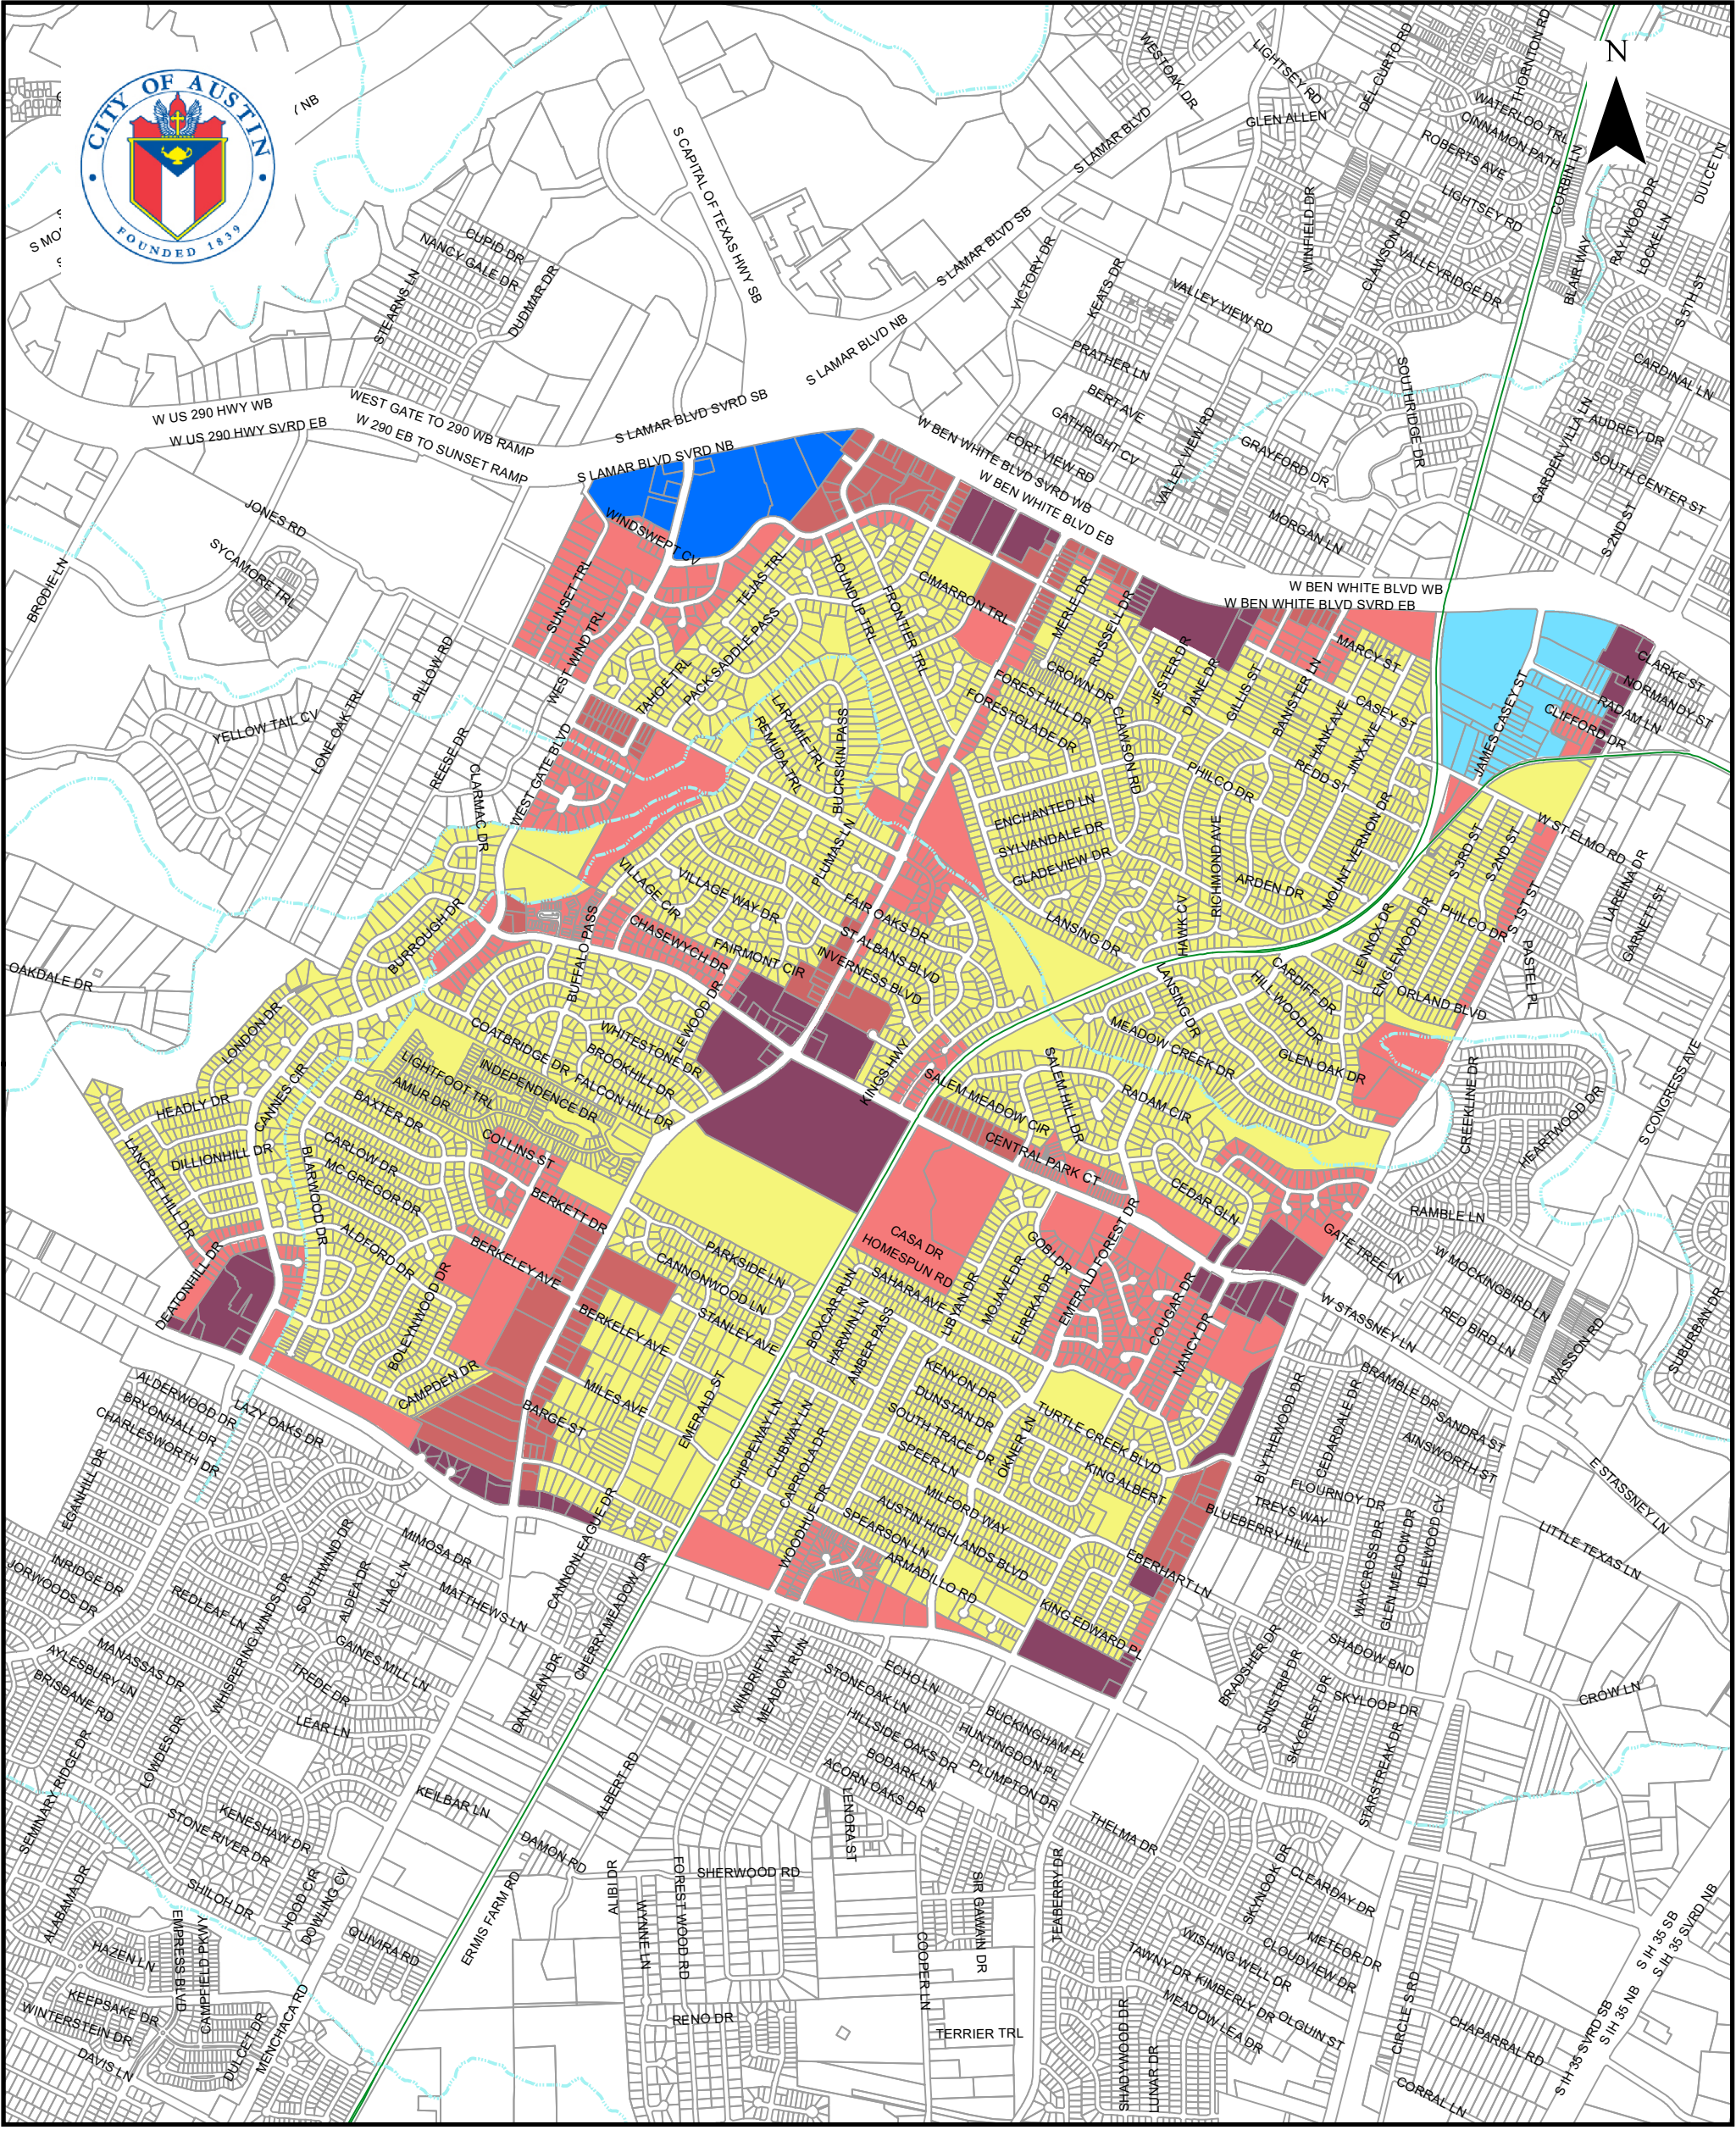 CITY OF AUSTIN
FOUNDED 1839
N
NB
S MO
WESTOAK DR
LIGHTSEY RD
DEL CURTO RD
THORNTON RD
GLEN ALLEN
WATERLOO TRL
CINNAMON PATH
ROBERTS AVE
LIGHTSEY RD
CORBIN LN
DULCE LN
RAY WOOD DR
LOCKE LN
BLAIR WAY
S 5TH ST
S CAPITAL OF TEXAS HWY SB
S LAMAR BLVD
S LAMAR BLVD SB
VICTORY DR
KEATS DR
WINFIELD DR
CLAWSON RD
VALLEYRIDGE DR
VALLEY VIEW RD
CUPID DR
NANCY GALE DR
STEARNS LN
DUDMAR DR
S LAMAR BLVD NB
PRATHER LN
BERT AVE
GATHRIGHT CV
FORT VIEW RD
VALLEY VIEW RD
GRAYFORD DR
SOUTHRIDGE DR
CARDINAL LN
GARDEN VILLA LN
AUDREY DR
SOUTH CENTER ST
S 2ND ST
MORGAN LN
W US 290 HWY WB
W US 290 HWY SVRD EB
WEST GATE TO 290 WB RAMP
W 290 EB TO SUNSET RAMP
S LAMAR BLVD SVRD SB
S LAMAR BLVD SVRD NB
W BEN WHITE BLVD SVRD WB
W BEN WHITE BLVD EB
W BEN WHITE BLVD WB
W BEN WHITE BLVD SVRD EB
BRODIE LN
JONES RD
SYCAMORE TRL
WINDSWEPT CV
SUNSET TRL
WEST WIND TRL
TEJAS TRL
PACK SADDLE PASS
TAHOE TRL
ROUNDUP TRL
FRONTIER TRL
CIMARRON TRL
MERLE DR
RUSSELL DR
CROWN DR
JESTER DR
DIANE DR
GILLIS ST
BANISTER LN
MARCY ST
CASEY ST
HANK AVE
JINX AVE
REDD ST
CLARKE ST
NORMANDY ST
RADAM LN
CLIFFORD DR
JAMES CASEY ST
FOREST HILL DR
FORESTGLADE DR
CLAWSON RD
PHILCO DR
PILLOW RD
LONE OAK TRL
YELLOW TAIL CV
REESE DR
CLARMAC DR
WEST GATE BLVD
LARAMIE TRL
REMUDA TRL
BUCKSKIN PASS
PLUMAS LN
ENCHANTED LN
SYLVANDALE DR
GLADEVIEW DR
RICHMOND AVE
ARDEN DR
MOUNT VERNON DR
S 3RD ST
S 2ND ST
W ST ELMO RD
S 1ST ST
LAREINA DR
GARNETT ST
VILLAGE CIR
VILLAGE WAY DR
FAIR OAKS DR
ST ALBANS BLVD
INVERNESS BLVD
FAIRMONT CIR
CHASEWYCH DR
BUFFALO PASS
BURROUGH DR
LANSING DR
HAWK CV
PHILCO DR
LENNOX DR
ENGLEWOOD DR
ORLAND BLVD
PASTEL PL
OAKDALE DR
LONDON DR
COATBRIDGE DR
WHITESTONE DR
BROOKHILL DR
FALCON HILL DR
INDEPENDENCE DR
LIGHTFOOT TRL
AMUR DR
BAXTER DR
CANNES CIR
HEADLY DR
DILLIONHILL DR
LANCRET HILL DR
LANSING DR
CARDIFF DR
HILL WOOD DR
GLEN OAK DR
MEADOW CREEK DR
RADAM CIR
SALEM HILL DR
SALEM MEADOW CIR
CENTRAL PARK CT
KINGS HWY
CREEKLINE DR
HEARTWOOD DR
S CONGRESS AVE
COLLINS ST
BERKETT DR
CARLOW DR
MC GREGOR DR
BLARWOOD DR
ALDFORD DR
BERKELEY AVE
BOLEYNWOOD DR
CAMPDEN DR
DEATONHILL DR
PARKSIDE LN
CANNONWOOD LN
STANLEY AVE
BERKELEY AVE
MILES AVE
BARGE ST
EMERALD ST
CASA DR
HOMESPUN RD
SAHARA AVE
LIBYAN DR
MOJAVE DR
EUREKA DR
GOBI DR
EMERALD FOREST DR
CEDAR GLN
COUGAR DR
NANCY DR
GATE TREE LN
RAMBLE LN
W MOCKINGBIRD LN
RED BIRD LN
WASSON RD
SUBURBAN DR
W STASSNEY LN
E STASSNEY LN
BOXCAR RUN
HARWIN LN
AMBER PASS
KENYON DR
DUNSTAN DR
SOUTH TRACE DR
SPEER LN
OKNER LN
TURTLE CREEK BLVD
KING ALBERT
MILFORD WAY
AUSTIN HIGHLANDS BLVD
SPEARSON LN
ARMADILLO RD
CHIPPEWAY LN
CLUBWAY LN
CAPRIOLA DR
WOODHUE DR
EBERHART LN
KING EDWARD PL
BLYTHEWOOD DR
CEDARDALE DR
BRAMBLE DR
SANDRA ST
AINSWORTH ST
FLOURNOY DR
TREYS WAY
BLUEBERRY HILL
WAYCROSS DR
GLEN MEADOW DR
IDLEWOOD CV
LITTLE TEXAS LN
ALDERWOOD DR
BRYONHILL DR
CHARLESWORTH DR
LAZY OAKS DR
EGANHILL DR
INRIDGE DR
JORWOODS DR
MIMOSA DR
MATTHEWS LN
CANNONLEAGUE DR
CHERRY MEADOW DR
SOUTHWIND DR
ALDEA DR
LILAC LN
REDLEAF LN
WHISPERING WINDS DR
GAINES MILL LN
TREDE DR
LEAR LN
DAN JEAN DR
MANASSAS DR
AYLESBURY LN
BRISBANE RD
LOWDES DR
SEMINARY RIDGE DR
WINDRIFT WAY
MEADOW RUN
ECHO LN
STONEOAK LN
HILLSIDE OAKS DR
BODARK LN
ACORN OAKS DR
BUCKINGHAM PL
HUNTINGDON PL
PLUMPTON DR
BRADSHER DR
SUNSTRIP DR
SKYCREST DR
SHADOW BND
SKYLOOP DR
STARSTREAK DR
CROW LN
KEILBAR LN
ALBERT RD
DAMON RD
KENESHAW DR
STONE RIVER DR
SHILOH DR
HOOD CIR
DOWLING CV
ALABAMA DR
HAZEN LN
EMPRESS BLVD
CAMPFIELD PKWY
KEEPSAKE DR
WINTERSTEIN DR
DAVIS LN
DULCET DR
MENCHACA RD
QUIVIRA RD
ERMIS FARM RD
LENORA ST
SHERWOOD RD
ALIBI DR
WYNNE LN
FOREST WOOD RD
RENO DR
COOPER LN
SIR GAWAIN DR
TERRIER TRL
TEABERRY DR
THELMA DR
SKYNOOK DR
CLEARDAY DR
METEOR DR
CLOUDVIEW DR
WISHING WELL DR
TAWNY DR
KIMBERLY DR
OLGUIN ST
MEADOW LEA DR
SHADYWOOD DR
LUNAR DR
CIRCLE S RD
CHAPARRAL RD
CORRAL LN
S IH 35 SB
S IH 35 SVRD NB
S IH 35 NB
S IH 35 SVRD SB